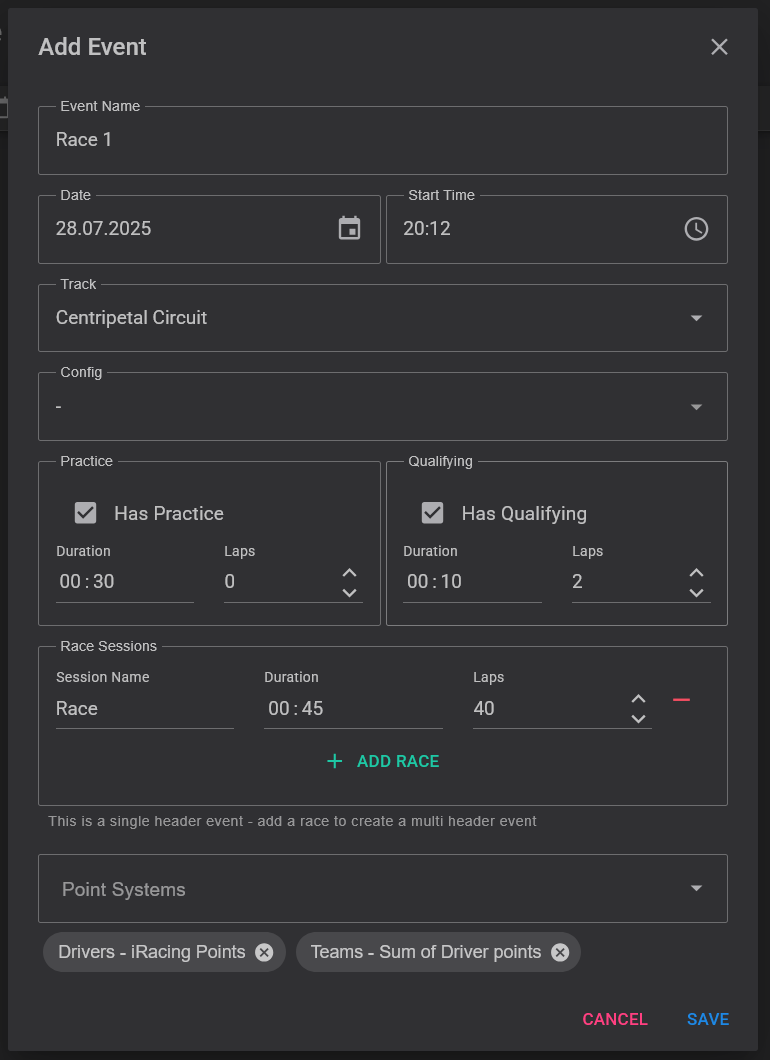 Add Event
Event Name
Race 1
Date
Start Time
28.07.2025
20:12
Track
Centripetal Circuit
Config
-
Practice
Qualifying
Has Practice
Has Qualifying
Duration
Laps
Duration
Laps
00 : 30
0
00 : 10
2
Race Sessions
Session Name
Duration
Laps
Race
00 : 45
40
ADD RACE
This is a single header event - add a race to create a multi header event
Point Systems
Drivers - iRacing Points
Teams - Sum of Driver points
CANCEL
SAVE